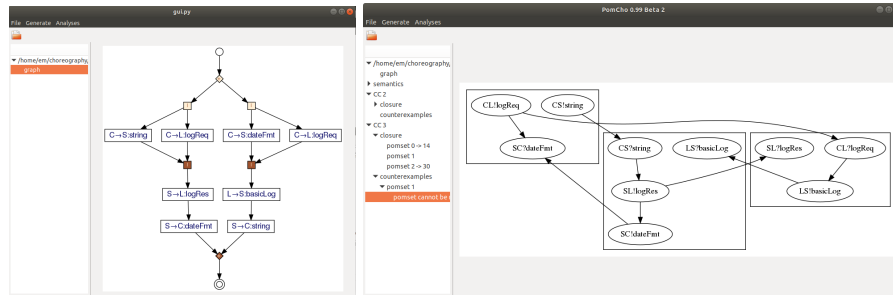 gui.py
File Generate Analyses
/home/em/choreography,
graph
C→S:string
C→L:logReq
C→S:dateFmt
C→L:logReq
S→L:logRes
L→S:basicLog
S→C:dateFmt
S→C:string
PomCho 0.99 Beta 2
File Generate Analyses
/home/em/choreography,
graph
semantics
CC 2
closure
counterexamples
CC 3
closure
pomset 0 -> 14
pomset 1
pomset 2 -> 30
counterexamples
pomset 1
pomset cannot be
CL!logReq
CS!string
SC?dateFmt
CS?string
LS?basicLog
SL?logRes
CL?logReq
SL!logRes
LS!basicLog
SC!dateFmt